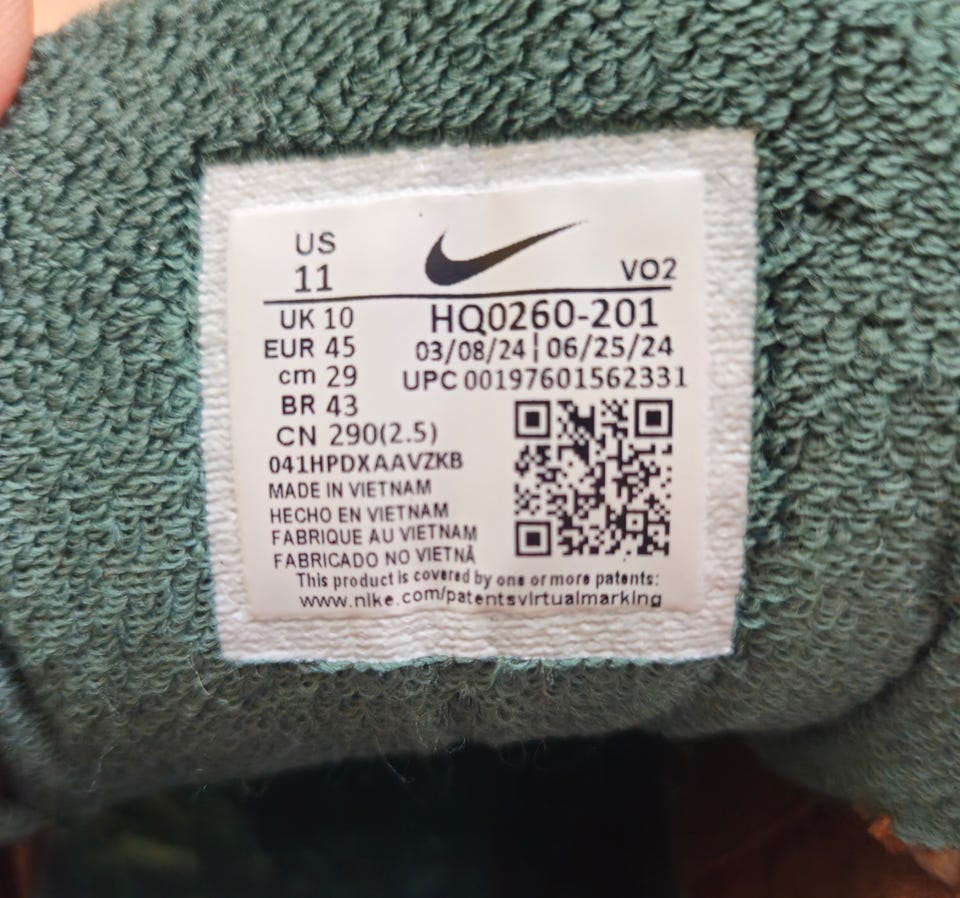 US
11
VO2
UK 10
HQ0260-201
EUR 45
03/08/24 | 06/25/24
cm 29
UPC 00197601562331
BR 43
CN 290(2.5)
041HPDXAAVZKB
MADE IN VIETNAM
HECHO EN VIETNAM
FABRIQUE AU VIETNAM
FABRICADO NO VIETNÃ
This product is covered by one or more patents:
www.nike.com/patentsvirtualmarking